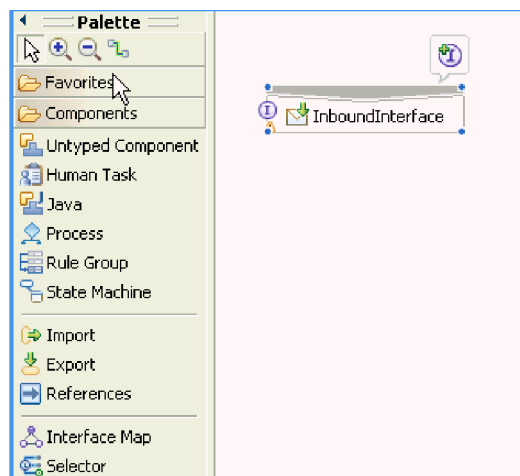 Palette
Favorites
Components
Untyped Component
Human Task
Java
Process
Rule Group
State Machine
Import
Export
References
Interface Map
Selector
I
I
InboundInterface